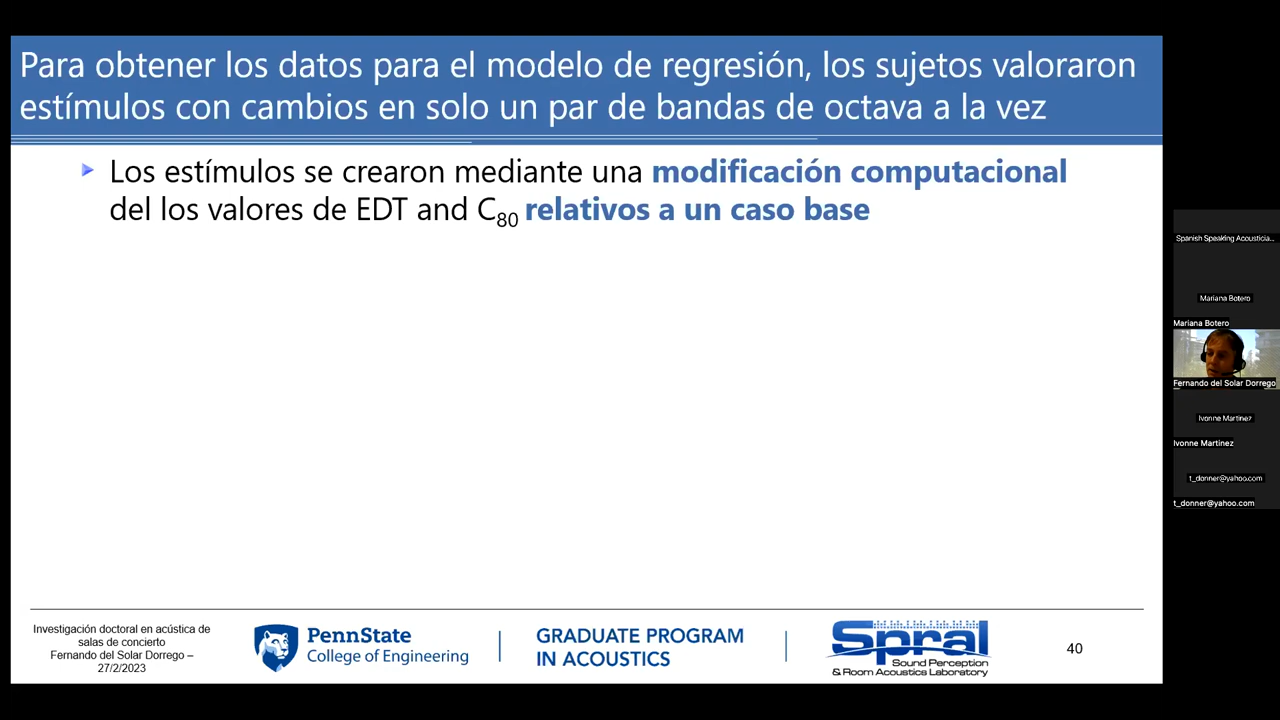 Para obtener los datos para el modelo de regresión, los sujetos valoraron
estímulos con cambios en solo un par de bandas de octava a la vez
Los estímulos se crearon mediante una modificación computacional
del los valores de EDT and C80 relativos a un caso base
Investigación doctoral en acústica de
salas de concierto
Fernando del Solar Dorrego –
27/2/2023
PennState
College of Engineering
GRADUATE PROGRAM
IN ACOUSTICS
Spral
Sound Perception
& Room Acoustics Laboratory
40
Spanish Speaking Acousticia...
Mariana Botero
Mariana Botero
Fernando del Solar Dorrego
Ivonne Martinez
Ivonne Martinez
t_donner@yahoo.com
t_donner@yahoo.com